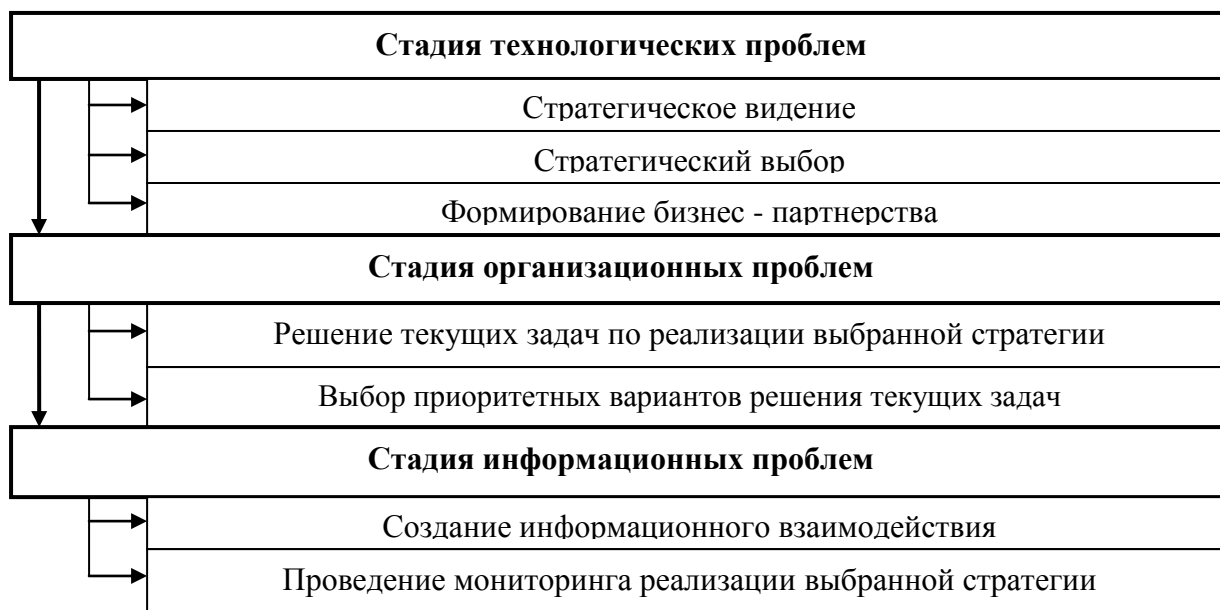 Стадия технологических проблем
Стратегическое видение
Стратегический выбор
Формирование бизнес - партнерства
Стадия организационных проблем
Решение текущих задач по реализации выбранной стратегии
Выбор приоритетных вариантов решения текущих задач
Стадия информационных проблем
Создание информационного взаимодействия
Проведение мониторинга реализации выбранной стратегии